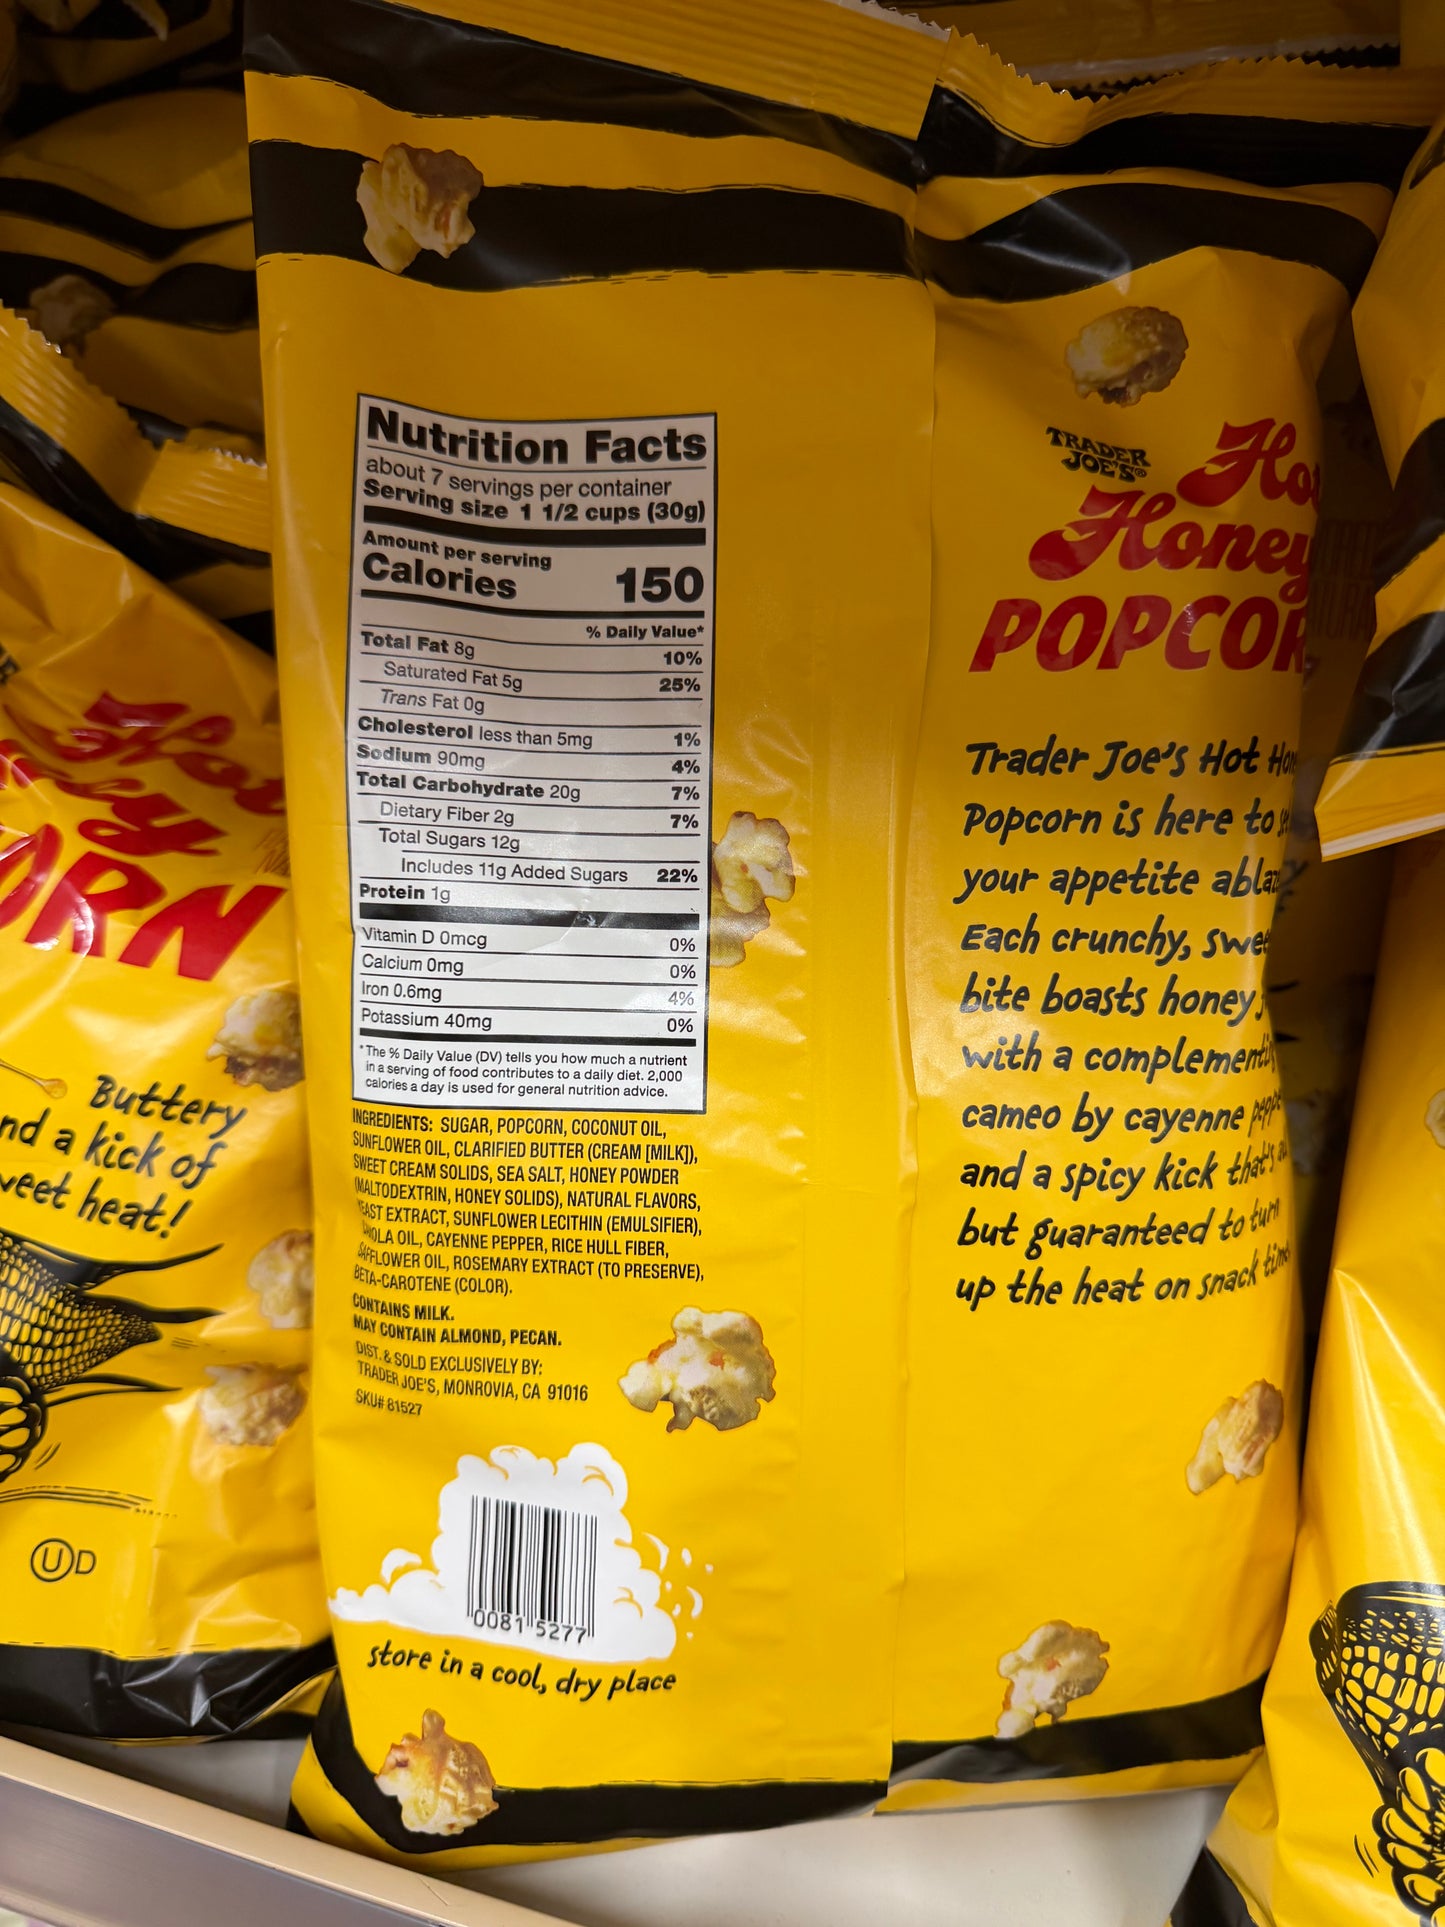 Nutrition Facts
about 7 servings per container
Serving size 1 1/2 cups (30g)
Amount per serving
Calories 150
% Daily Value*
Total Fat 8g 10%
Saturated Fat 5g 25%
Trans Fat 0g
Cholesterol less than 5mg 1%
Sodium 90mg 4%
Total Carbohydrate 20g 7%
Dietary Fiber 2g 7%
Total Sugars 12g
Includes 11g Added Sugars 22%
Protein 1g
Vitamin D 0mcg 0%
Calcium 0mg 0%
Iron 0.6mg 4%
Potassium 40mg 0%
*The % Daily Value (DV) tells you how much a nutrient
in a serving of food contributes to a daily diet. 2,000
calories a day is used for general nutrition advice.
INGREDIENTS: SUGAR, POPCORN, COCONUT OIL,
SUNFLOWER OIL, CLARIFIED BUTTER (CREAM [MILK]),
SWEET CREAM SOLIDS, SEA SALT, HONEY POWDER
(MALTODEXTRIN, HONEY SOLIDS), NATURAL FLAVORS,
EXTRACT, SUNFLOWER LECITHIN (EMULSIFIER),
OIL, CAYENNE PEPPER, RICE HULL FIBER,
SAFFLOWER OIL, ROSEMARY EXTRACT (TO PRESERVE),
BETA-CAROTENE (COLOR).
CONTAINS MILK.
MAY CONTAIN ALMOND, PECAN.
DIST. & SOLD EXCLUSIVELY BY:
TRADER JOE'S, MONROVIA, CA 91016
SKU# 81527
0081 5277
store in a cool, dry place
TRADER
JOE'S®
Hot
Honey
POPCOR
Trader Joe's Hot Hon
Popcorn is here to
your appetite abla
Each crunchy, swee
bite boasts honey
with a complement
cameo by cayenne
and a spicy kick that's
but guaranteed to turn
up the heat on snack time
Hot
ORN
Buttery
nd a kick of
weet heat!
UD